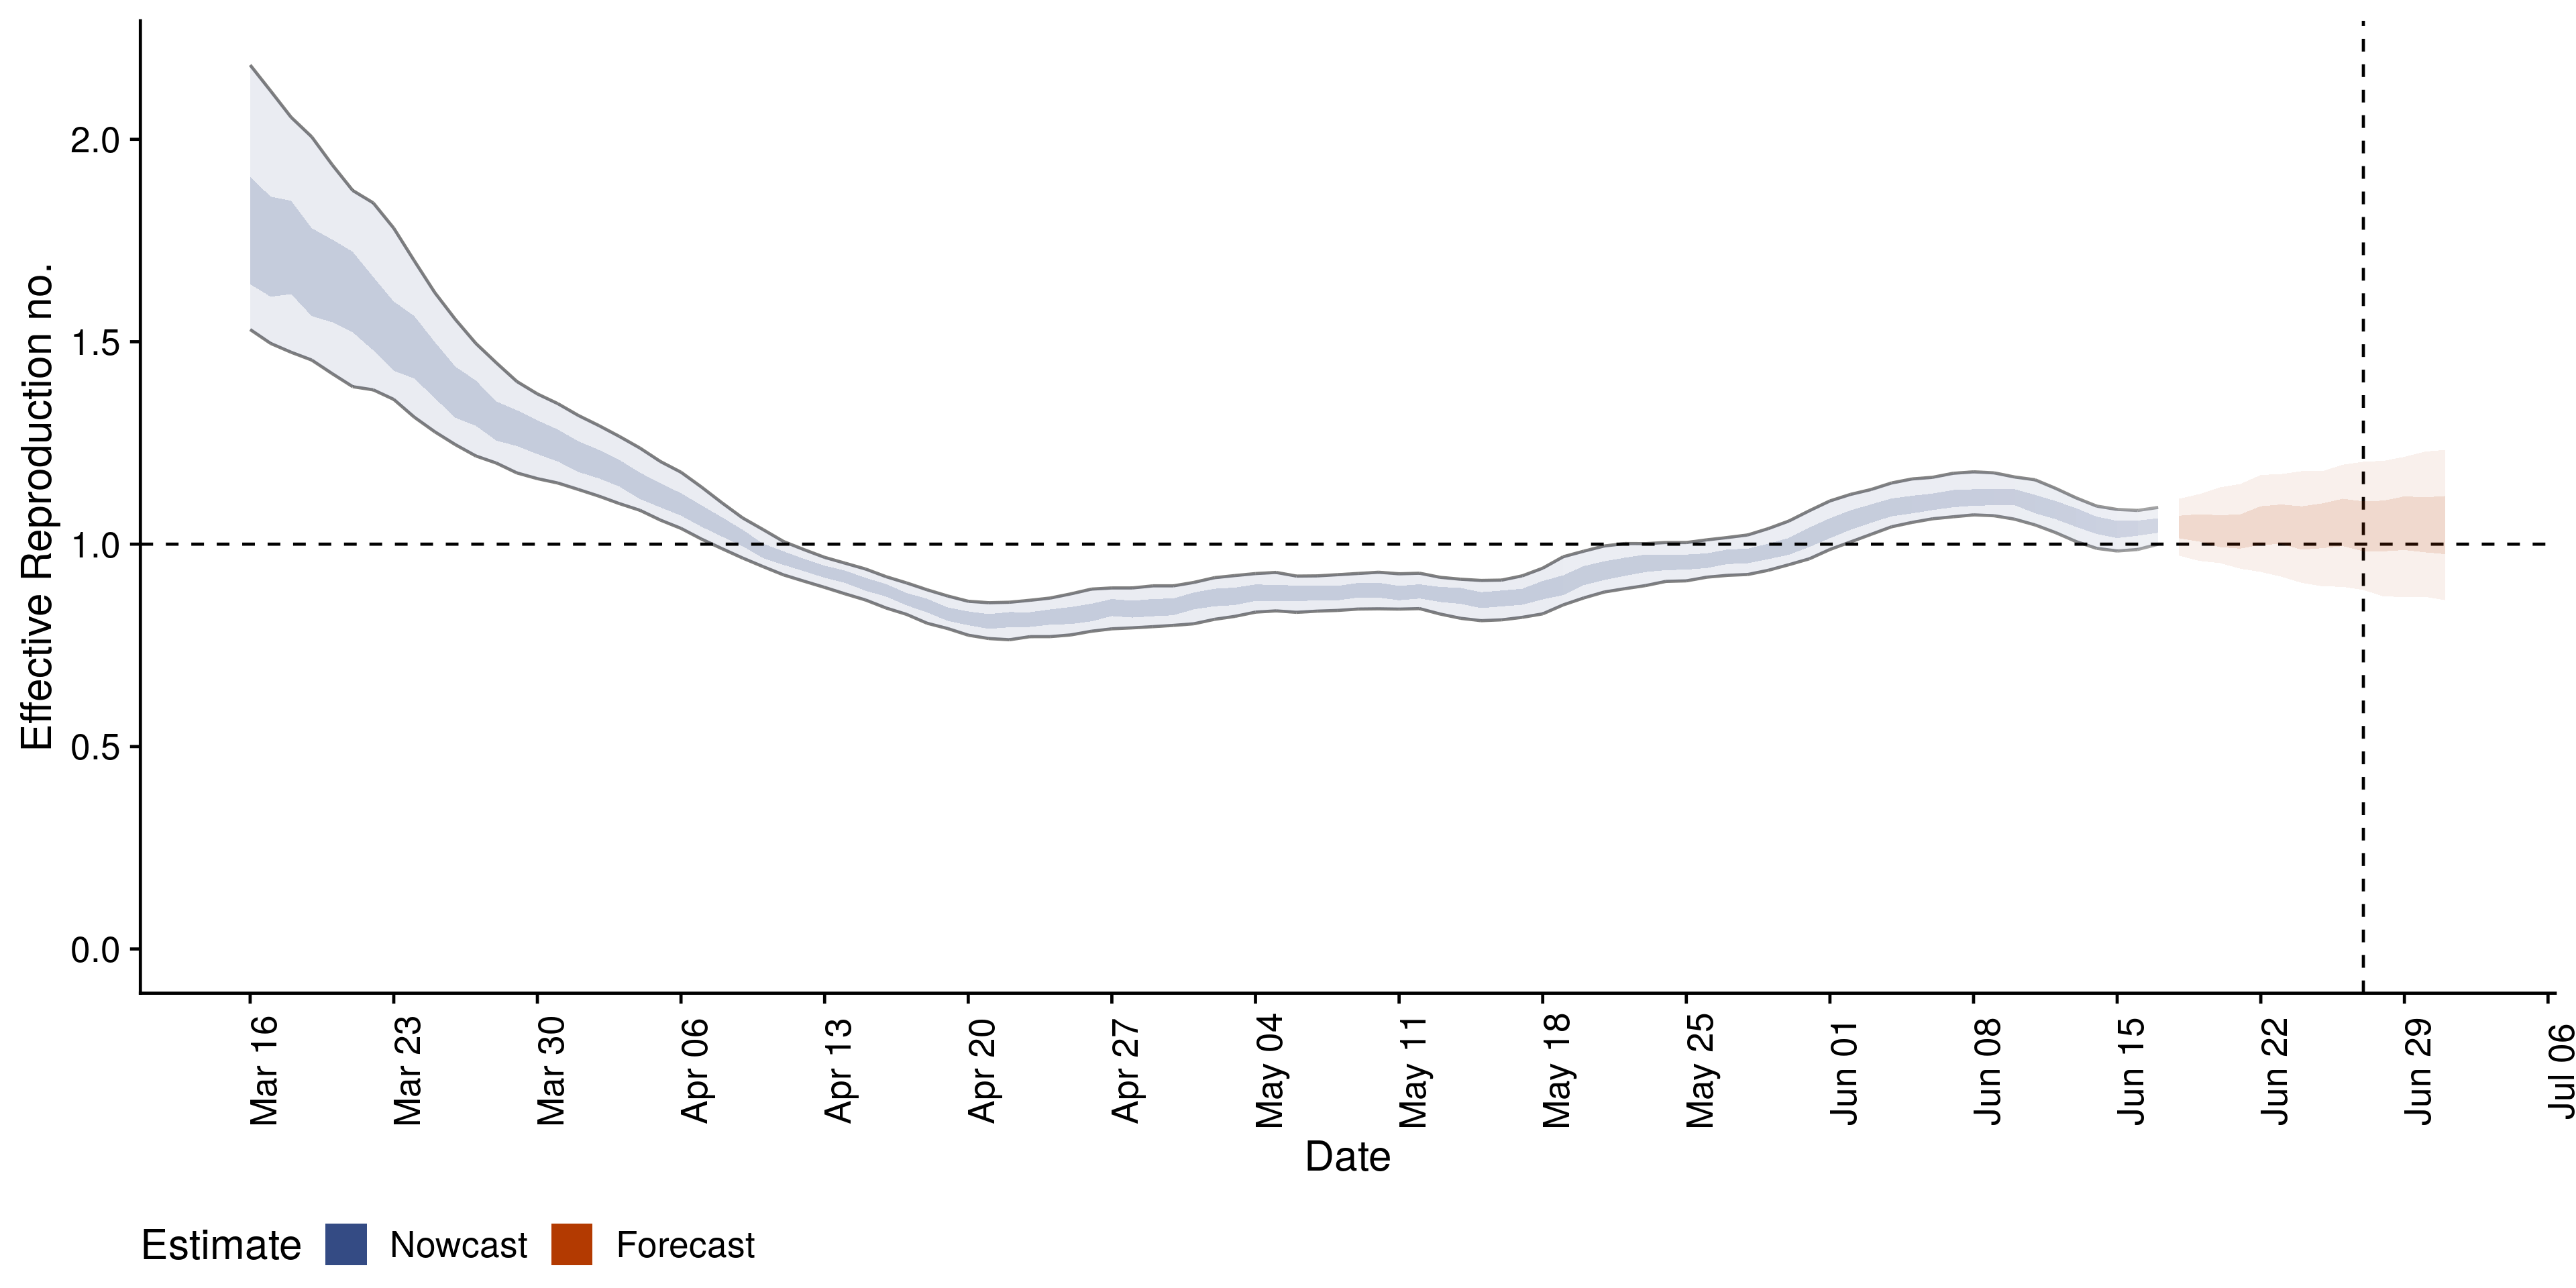 Effective Reproduction no.
2.0
1.5
1.0
0.5
0.0
Mar 16
Mar 23
Mar 30
Apr 06
Apr 13
Apr 20
Apr 27
May 04
May 11
May 18
May 25
Jun 01
Jun 08
Jun 15
Jun 22
Jun 29
Jul 06
Date
Estimate Nowcast Forecast